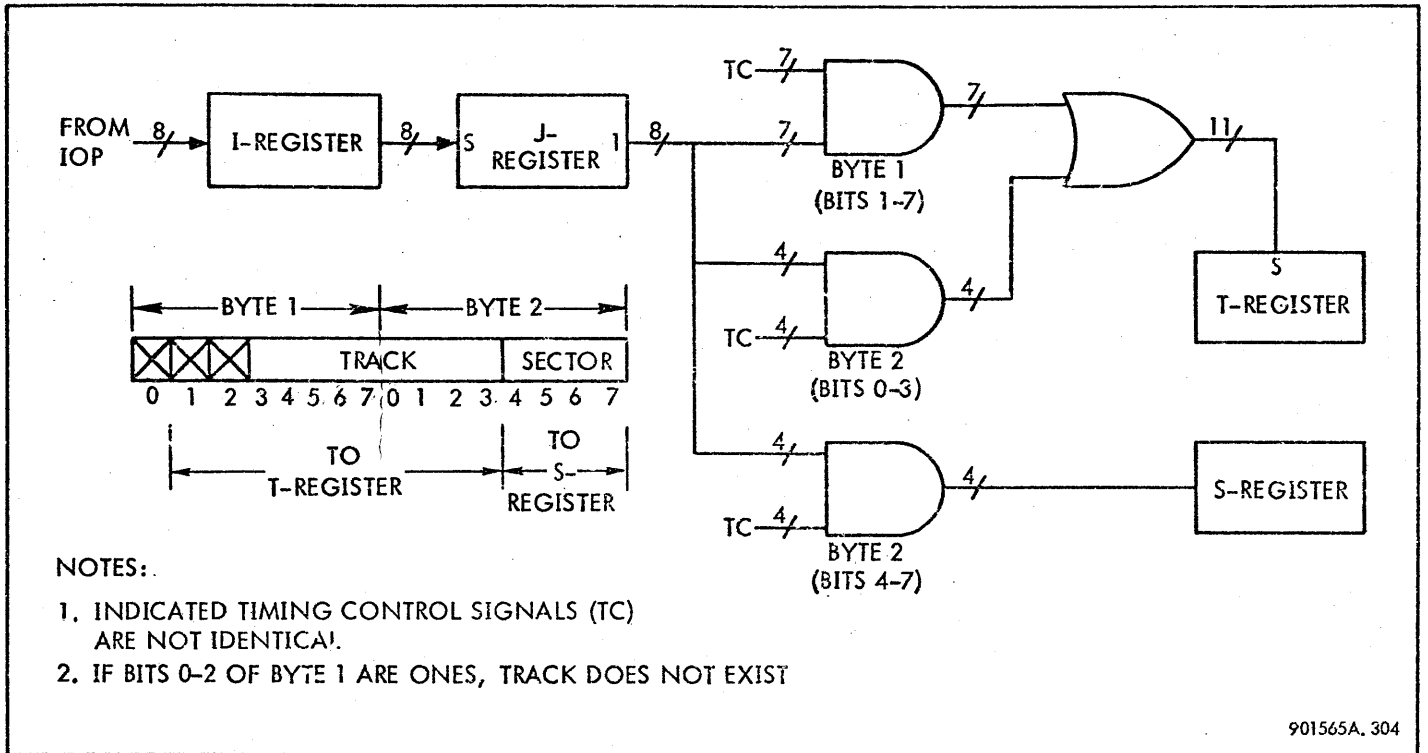 FROM IOP
8
I-REGISTER
8
S
J-REGISTER
1
8
TC
7
7
BYTE 1
(BITS 1-7)
7
4
TC
4
BYTE 2
(BITS 0-3)
4
4
TC
4
BYTE 2
(BITS 4-7)
4
11
S
T-REGISTER
S-REGISTER
BYTE 1
BYTE 2
TRACK
SECTOR
0 1 2 3 4 5 6 7 0 1 2 3 4 5 6 7
TO
T-REGISTER
TO
S-
REGISTER
NOTES:
1. INDICATED TIMING CONTROL SIGNALS (TC)
ARE NOT IDENTICAL.
2. IF BITS 0-2 OF BYTE 1 ARE ONES, TRACK DOES NOT EXIST
901565A. 304